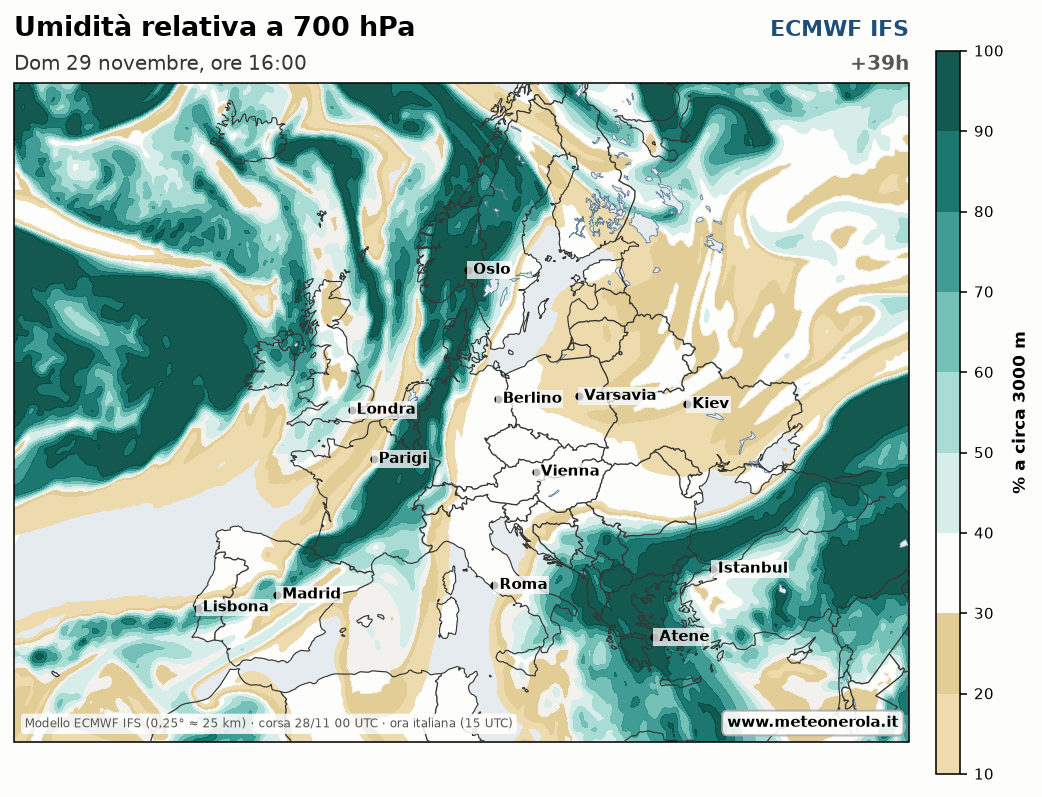 Umidità relativa a 700 hPa
ECMWF IFS
Dom 29 novembre, ore 16:00
+39h
100
90
80
70
60
50
40
30
20
10
% a circa 3000 m
Oslo
Berlino
Varsavia
Kiev
Londra
Parigi
Vienna
Istanbul
Roma
Madrid
Lisbona
Atene
Modello ECMWF IFS (0,25° ≈ 25 km) · corsa 28/11 00 UTC · ora italiana (15 UTC)
www.meteonerola.it